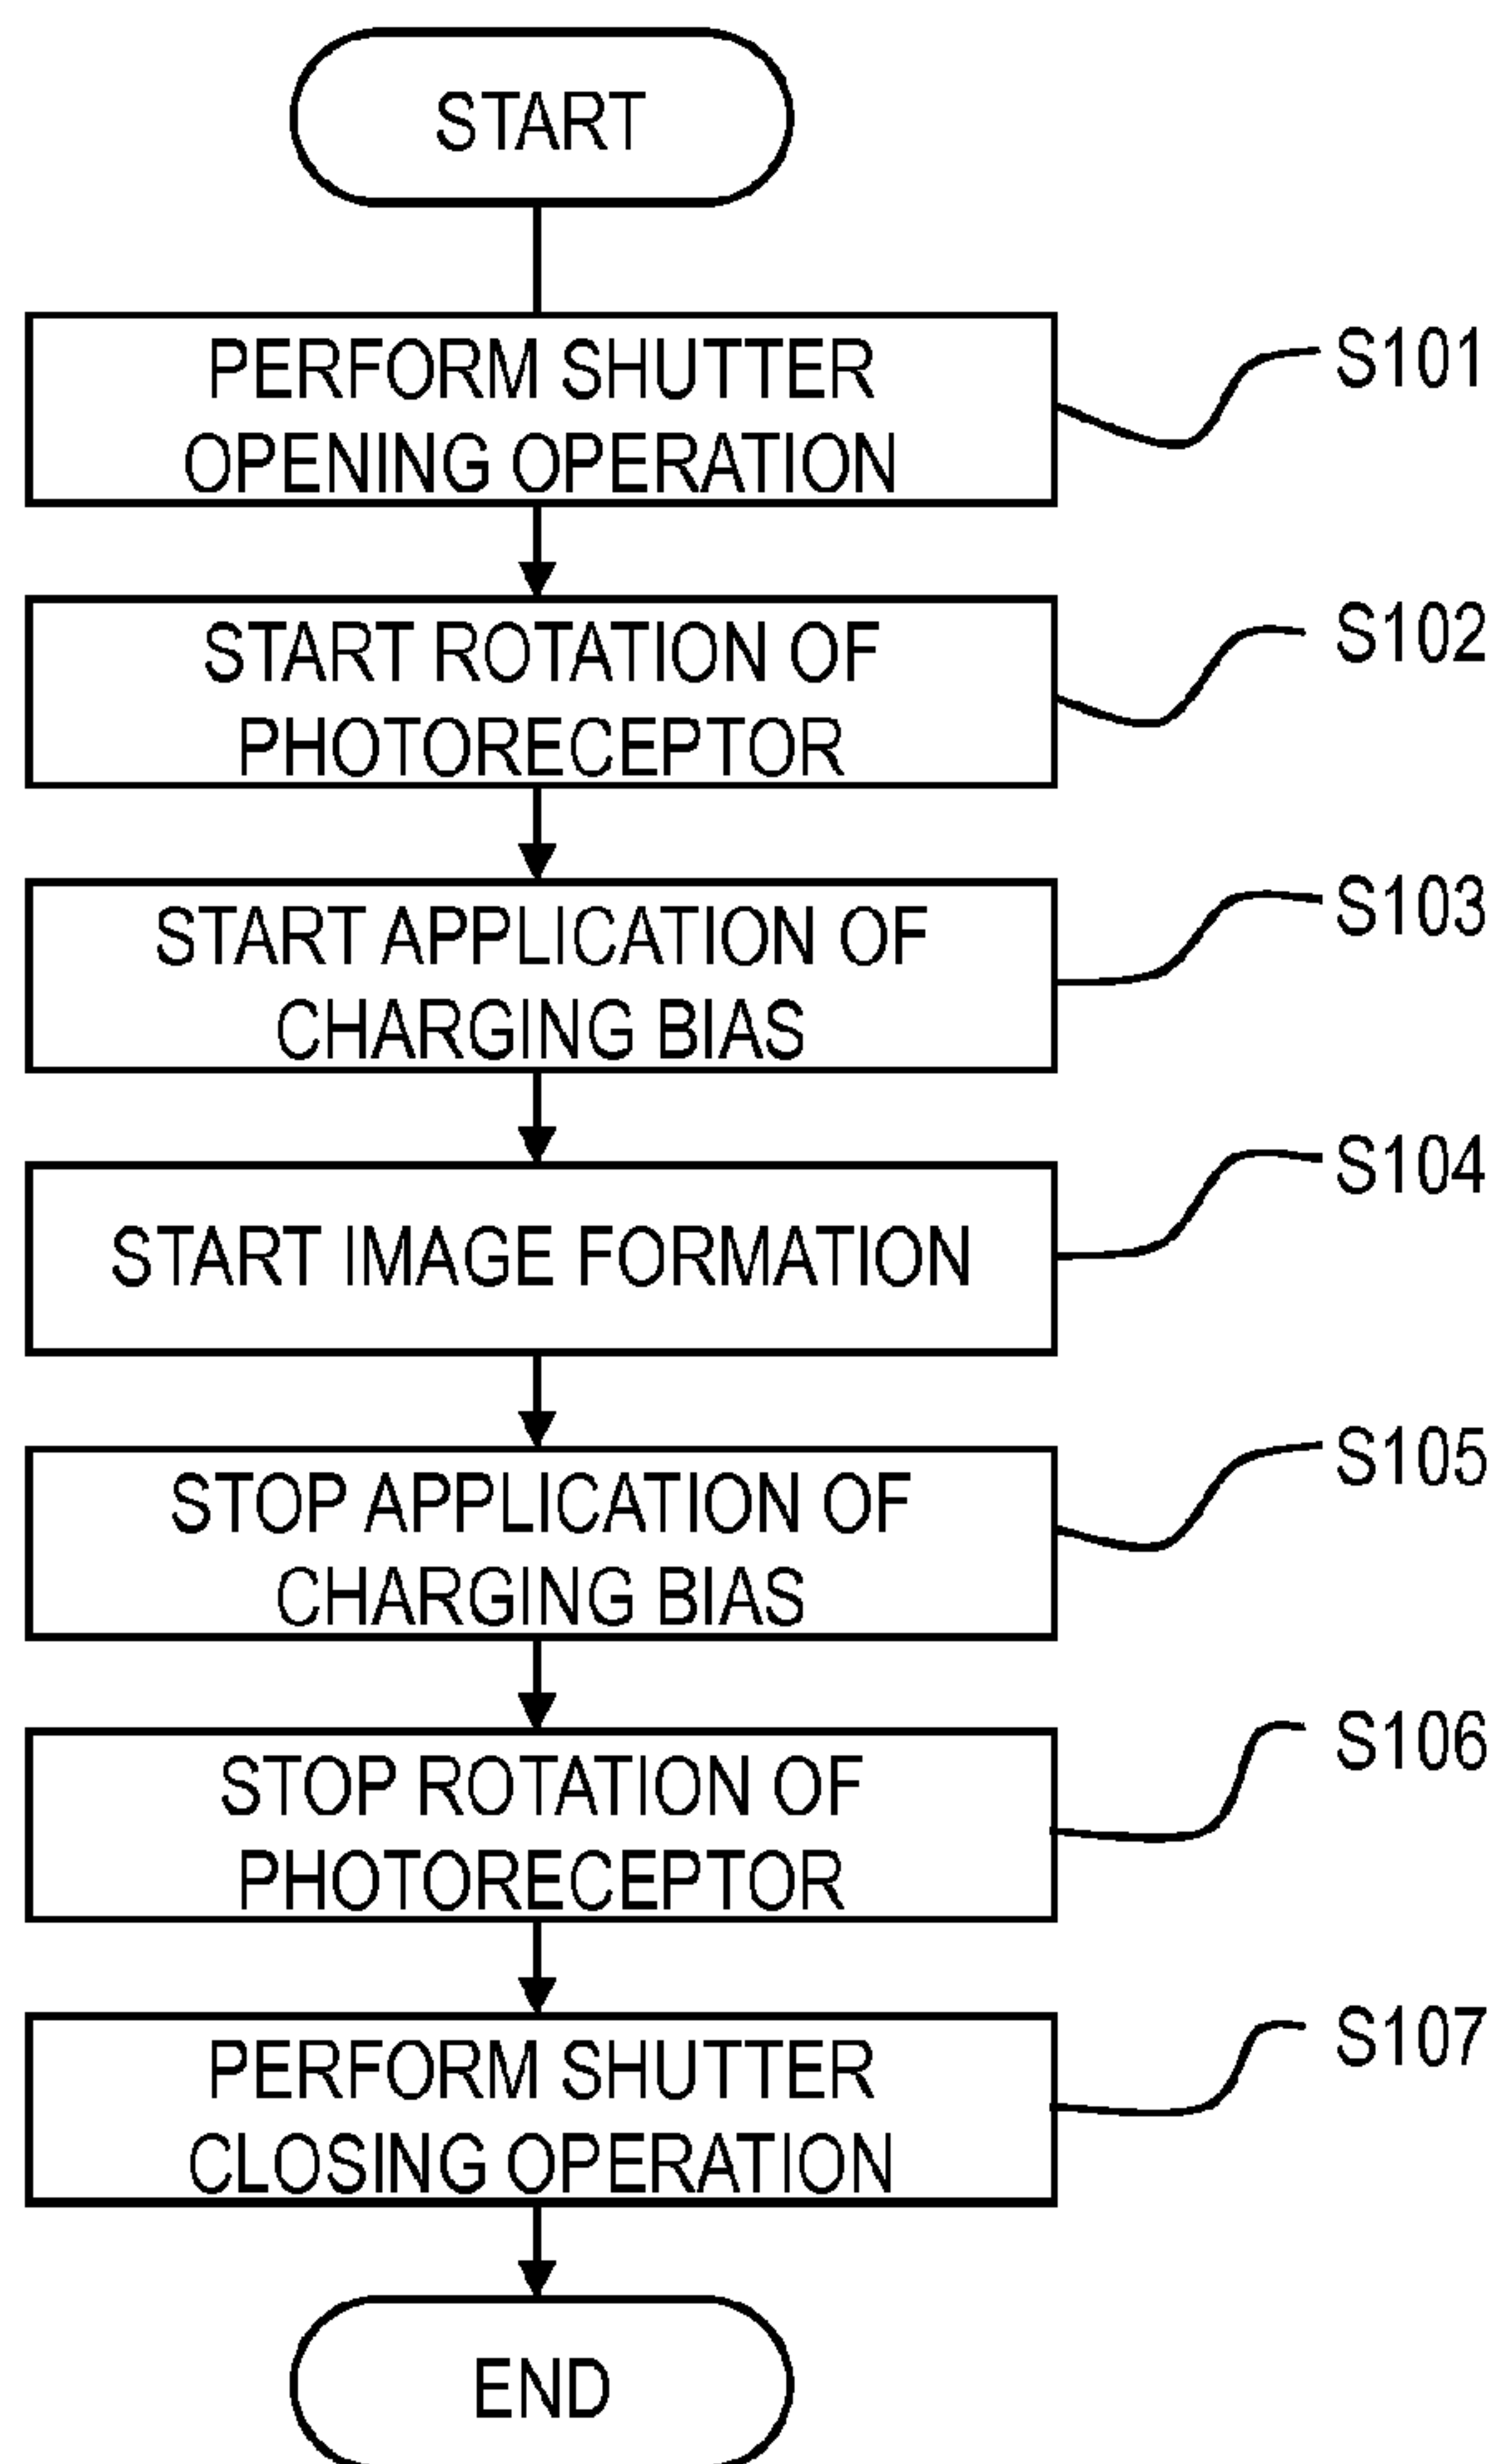 START
PERFORM SHUTTER
OPENING OPERATION
S101
START ROTATION OF
PHOTORECEPTOR
S102
START APPLICATION OF
CHARGING BIAS
S103
START IMAGE FORMATION
S104
STOP APPLICATION OF
CHARGING BIAS
S105
STOP ROTATION OF
PHOTORECEPTOR
S106
PERFORM SHUTTER
CLOSING OPERATION
S107
END